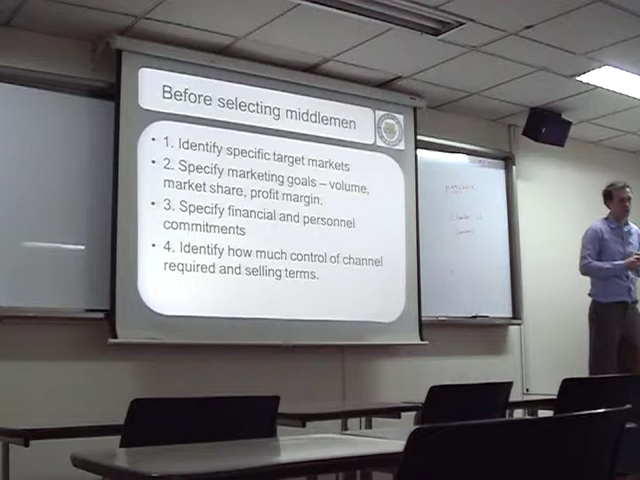 Before selecting middlemen
• 1. Identify specific target markets
• 2. Specify marketing goals – volume,
market share, profit margin.
• 3. Specify financial and personnel
commitments
• 4. Identify how much control of channel
required and selling terms.